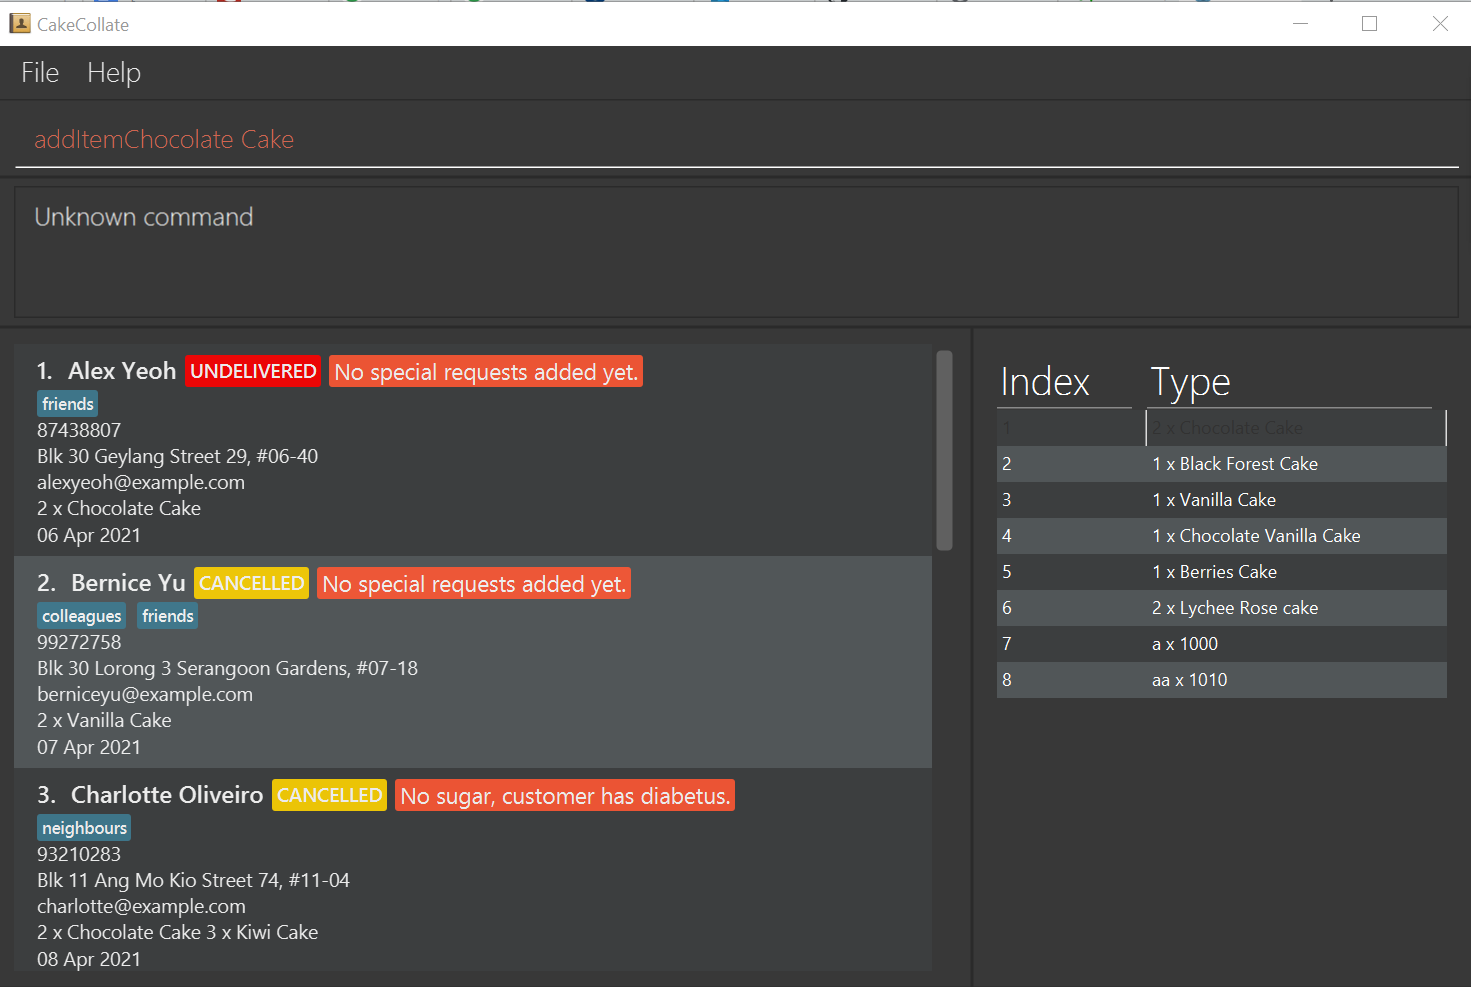 CakeCollate
File Help
addItemChocolate Cake
Unknown command
1. Alex Yeoh UNDELIVERED No special requests added yet.
friends
87438807
Blk 30 Geylang Street 29, #06-40
alexyeoh@example.com
2 x Chocolate Cake
06 Apr 2021
2. Bernice Yu CANCELLED No special requests added yet.
colleagues friends
99272758
Blk 30 Lorong 3 Serangoon Gardens, #07-18
berniceyu@example.com
2 x Vanilla Cake
07 Apr 2021
3. Charlotte Oliveiro CANCELLED No sugar, customer has diabetus.
neighbours
93210283
Blk 11 Ang Mo Kio Street 74, #11-04
charlotte@example.com
2 x Chocolate Cake 3 x Kiwi Cake
08 Apr 2021
Index Type
1 2 x Chocolate Cake
2 1 x Black Forest Cake
3 1 x Vanilla Cake
4 1 x Chocolate Vanilla Cake
5 1 x Berries Cake
6 2 x Lychee Rose cake
7 a x 1000
8 aa x 1010